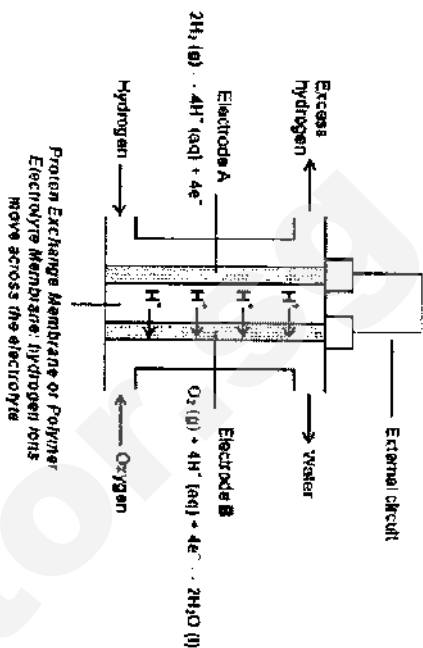 External circuit
Excess
hydrogen
Water
Electrode A
2H₂ (g) → 4H⁺ (aq) + 4e⁻
H⁺
H⁺
H⁺
H⁺
Electrode B
O₂ (g) + 4H⁺ (aq) + 4e⁻ → 2H₂O (l)
Hydrogen
Oxygen
Proton Exchange Membrane or Polymer
Electrolyte Membrane: hydrogen ions
move across the electrolyte